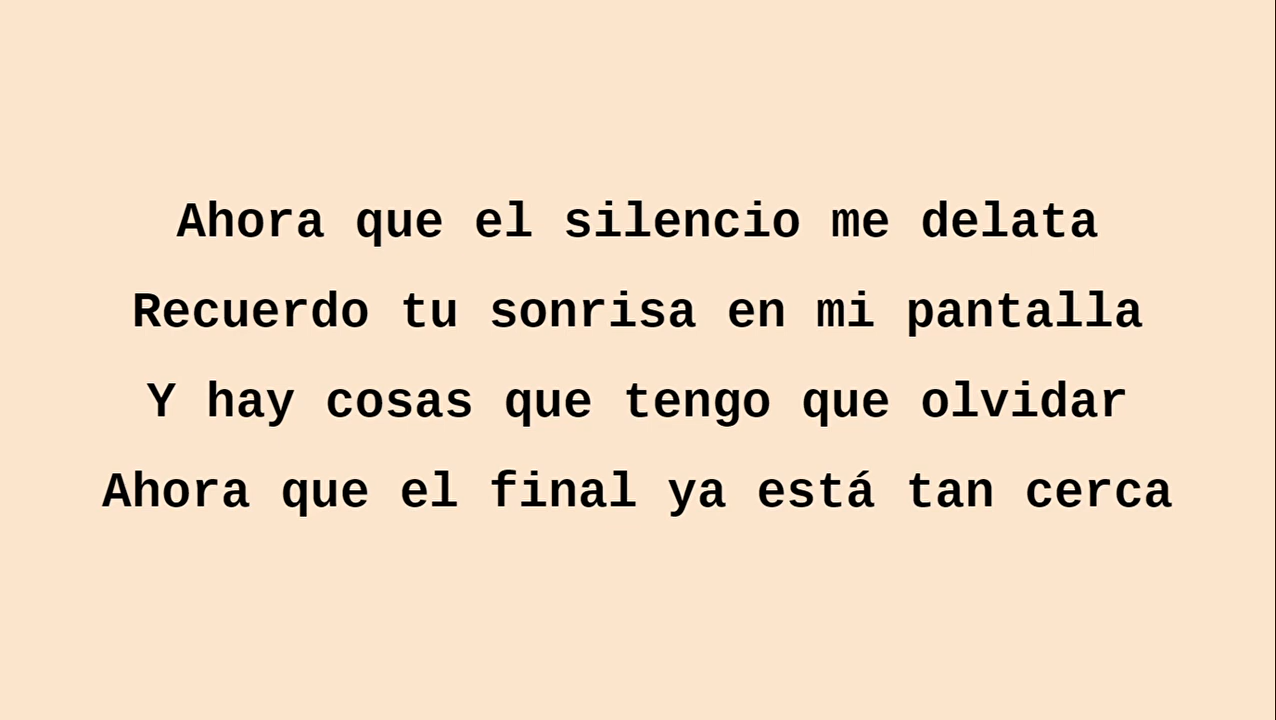 Ahora que el silencio me delata
Recuerdo tu sonrisa en mi pantalla
Y hay cosas que tengo que olvidar
Ahora que el final ya está tan cerca